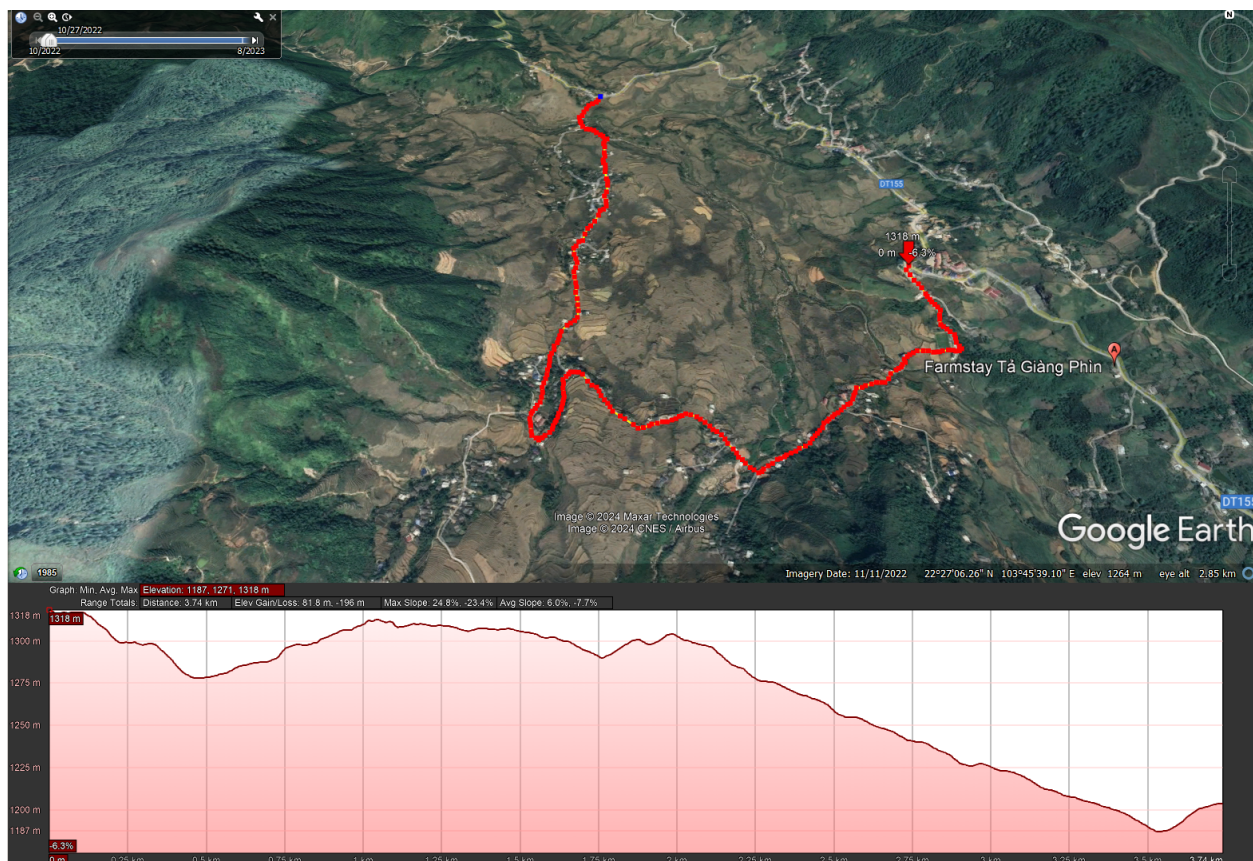 10/27/2022
10/2022
8/2023
N
DT155
1318 m
0 m -6.3%
A
Farmstay Tả Giàng Phìn
DT155
Image © 2024 Maxar Technologies
Image © 2024 CNES / Airbus
Google Earth
1985
Imagery Date: 11/11/2022 22°27'06.26" N 103°45'39.10" E elev 1264 m eye alt 2.85 km
Graph: Min, Avg, Max Elevation: 1187, 1271, 1318 m
Range Totals: Distance: 3.74 km Elev Gain/Loss: 81.8 m, -196 m Max Slope: 24.8%, -23.4% Avg Slope: 6.0%, -7.7%
1318 m
1318 m
1300 m
1275 m
1250 m
1225 m
1200 m
1187 m
-6.3%
0 m 0.25 km 0.5 km 0.75 km 1 km 1.25 km 1.5 km 1.75 km 2 km 2.25 km 2.5 km 2.75 km 3 km 3.25 km 3.5 km 3.74 km